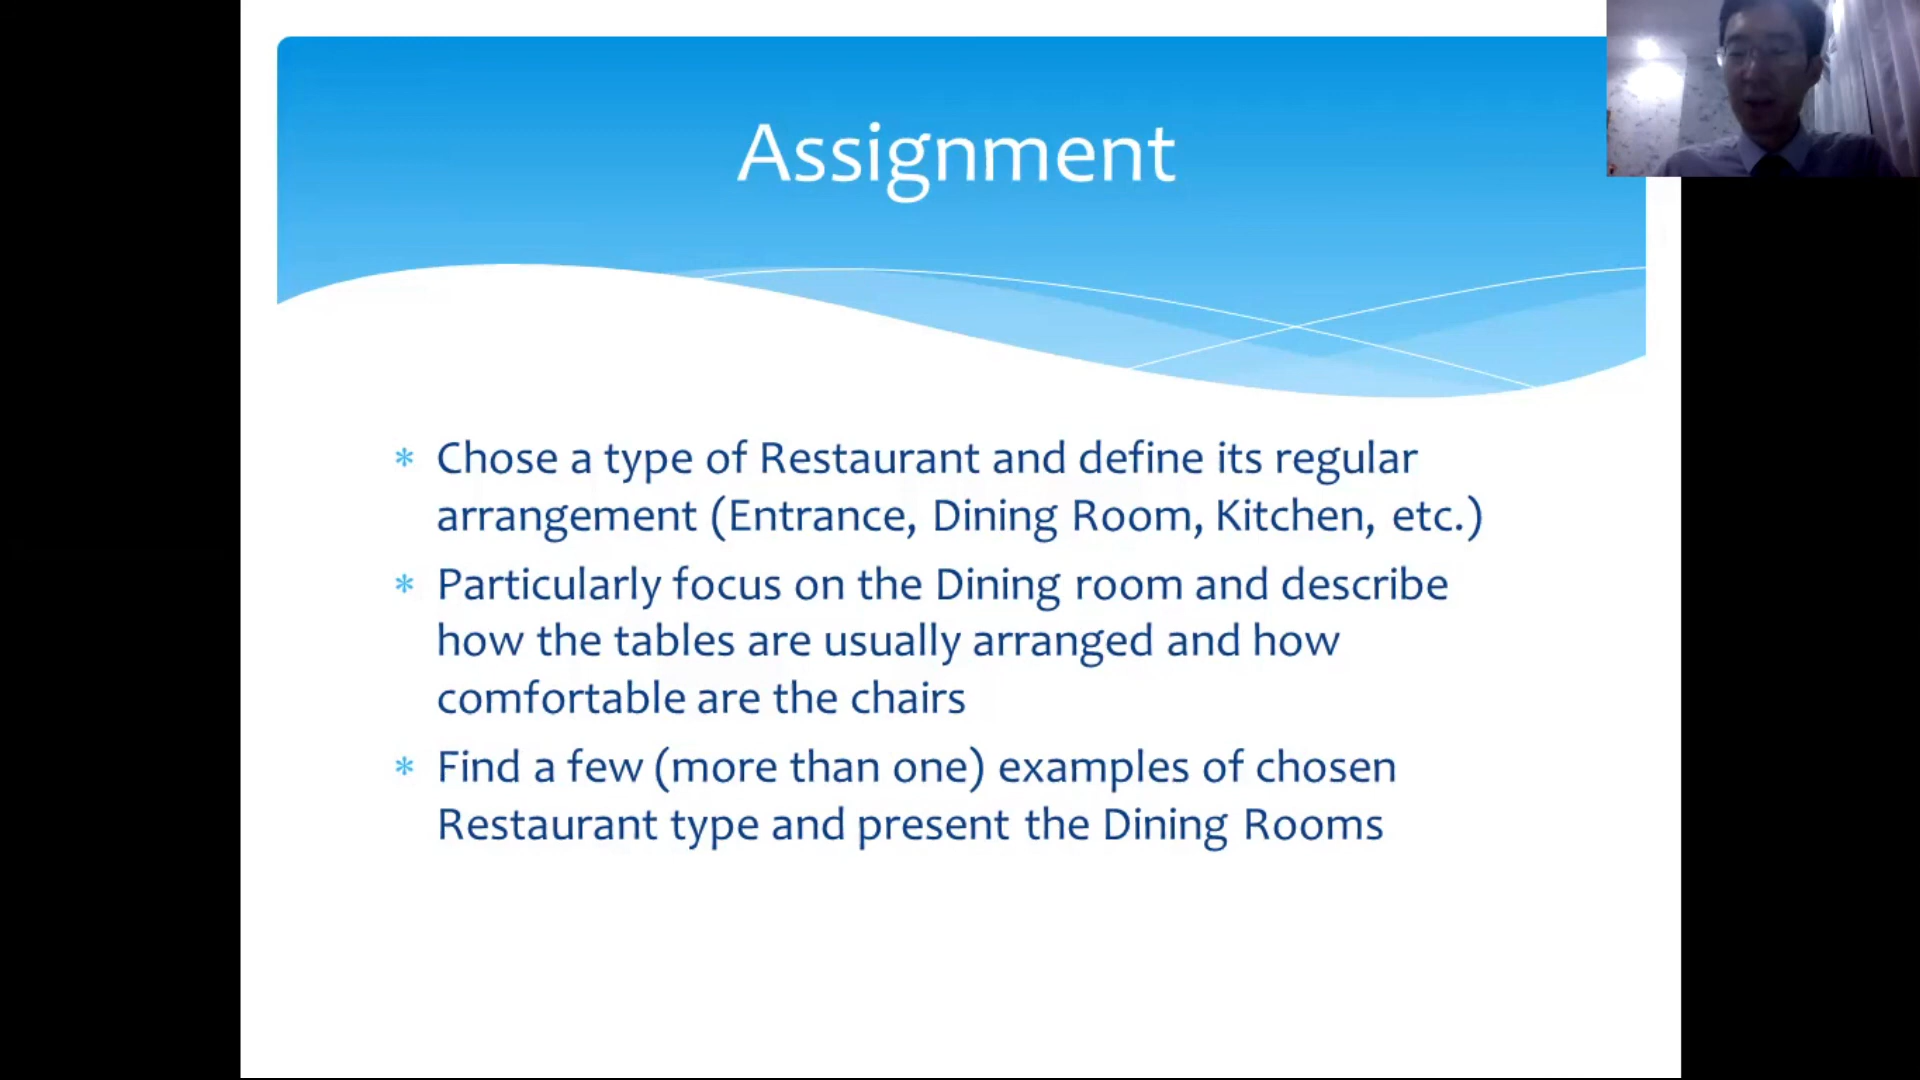 Assignment
* Chose a type of Restaurant and define its regular
arrangement (Entrance, Dining Room, Kitchen, etc.)
* Particularly focus on the Dining room and describe
how the tables are usually arranged and how
comfortable are the chairs
* Find a few (more than one) examples of chosen
Restaurant type and present the Dining Rooms